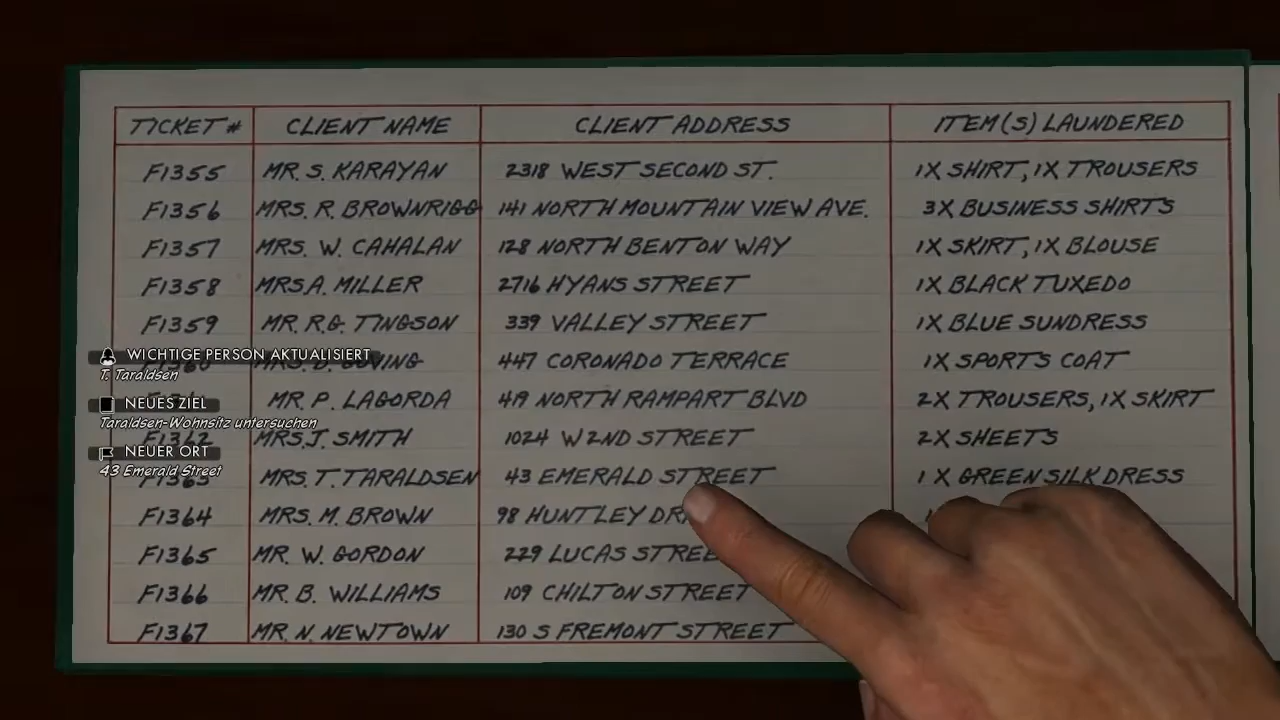 TICKET # CLIENT NAME CLIENT ADDRESS ITEM(S) LAUNDERED
F1355 MR. S. KARAYAN 2318 WEST SECOND ST. 1X SHIRT, 1X TROUSERS
F1356 MRS. R. BROWNRIGG 141 NORTH MOUNTAIN VIEW AVE. 3X BUSINESS SHIRTS
F1357 MRS. W. CAHALAN 128 NORTH BENTON WAY 1X SKIRT, 1X BLOUSE
F1358 MRS A. MILLER 2716 HYANS STREET 1X BLACK TUXEDO
F1359 MR. R.G. TINGSON 339 VALLEY STREET 1X BLUE SUNDRESS
WICHTIGE PERSON AKTUALISIERT
T. Taraldsen
447 CORONADO TERRACE 1X SPORTS COAT
NEUES ZIEL
Taraldsen-Wohnsitz untersuchen
MR. P. LAGORDA 419 NORTH RAMPART BLVD 2X TROUSERS, 1X SKIRT
F1362 MRS. J. SMITH 1024 W 2ND STREET 2X SHEETS
NEUER ORT
43 Emerald Street
F1363 MRS. T. TARALDSEN 43 EMERALD STREET 1 X GREEN SILK DRESS
F1364 MRS. M. BROWN 98 HUNTLEY
F1365 MR. W. GORDON 229 LUCAS STREET
F1366 MR. B. WILLIAMS 109 CHILTON STREET
F1367 MR. N. NEWTOWN 130 S FREMONT STREET